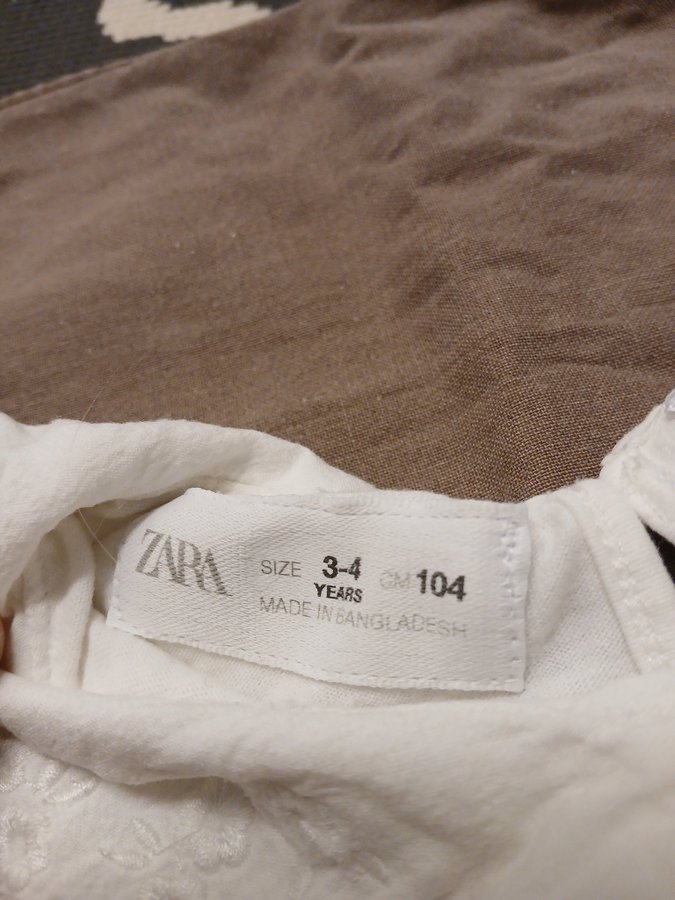 ZARA
SIZE 3-4 CM 104
YEARS
MADE IN BANGLADESH